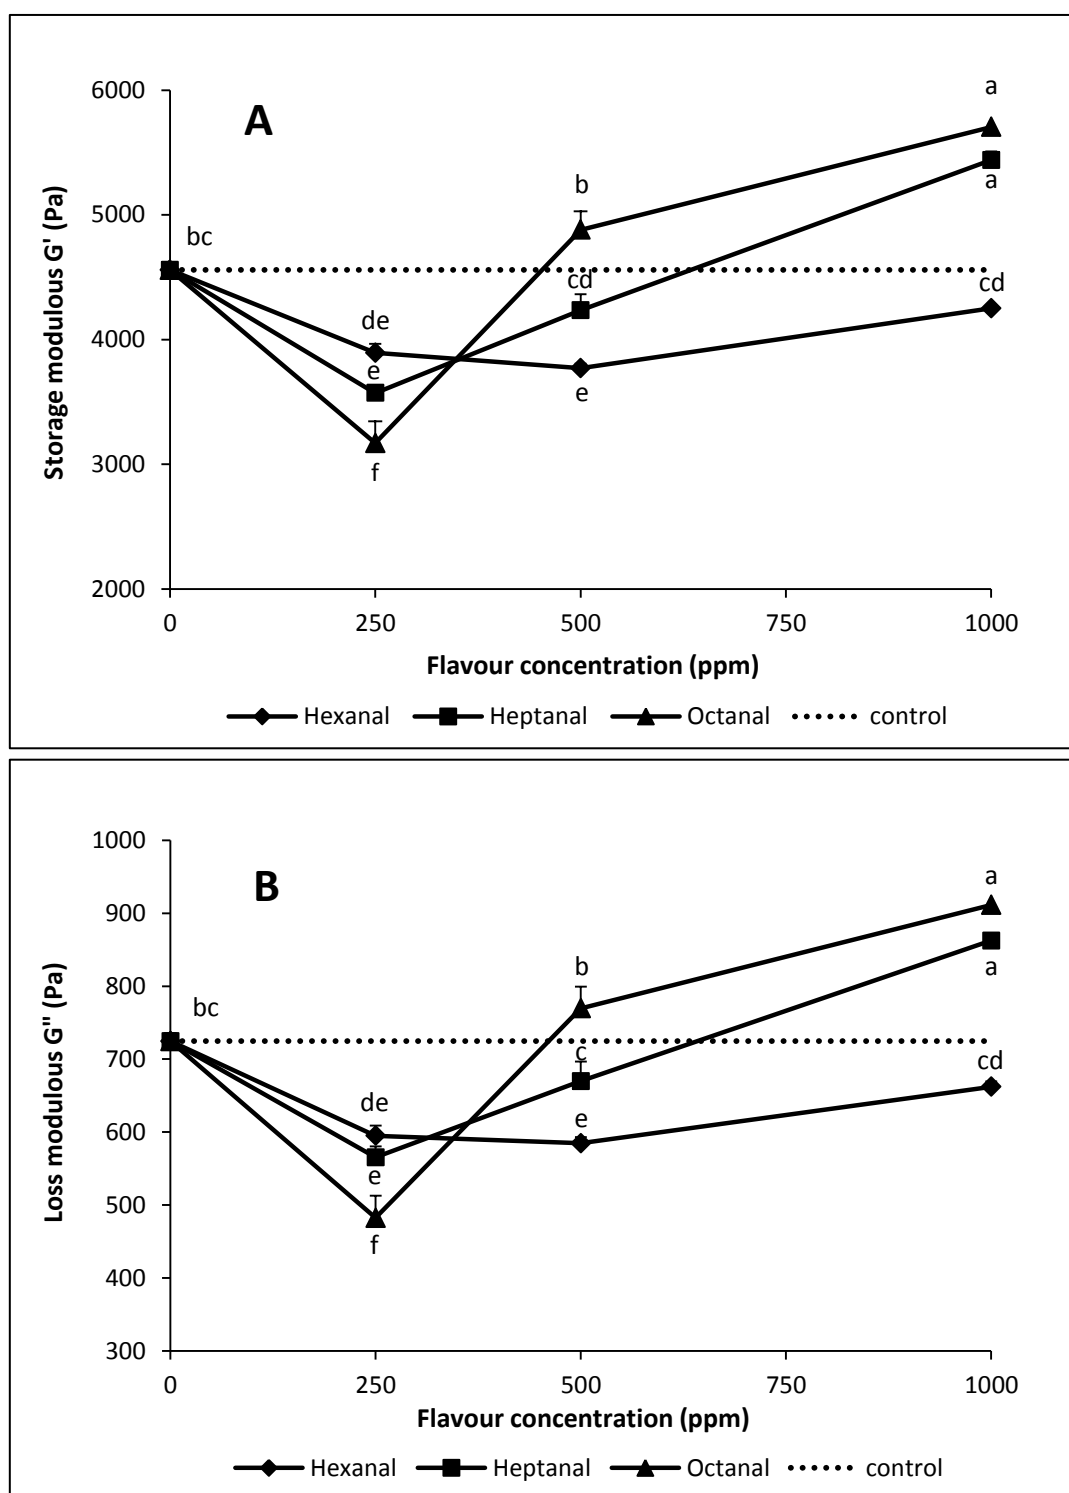 A
a
6000
b
5000
a
bc
cd
cd
de
4000
e
e
f
3000
2000
0 250 500 750 1000
Storage modulous G' (Pa)
Flavour concentration (ppm)
Hexanal Heptanal Octanal control
1000
B
a
900
b
a
800
bc
c
cd
700
de
e
600
e
500
f
400
300
0 250 500 750 1000
Loss modulous G" (Pa)
Flavour concentration (ppm)
Hexanal Heptanal Octanal control